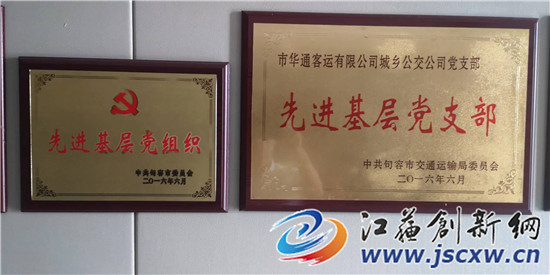 先进基层党组织
中共句容市委员会
二〇一六年六月
市华通客运有限公司城乡公交公司党支部
先进基层党支部
中共句容市交通运输局委员会
二〇一六年六月
江苏创新网
www.jscxw.cn